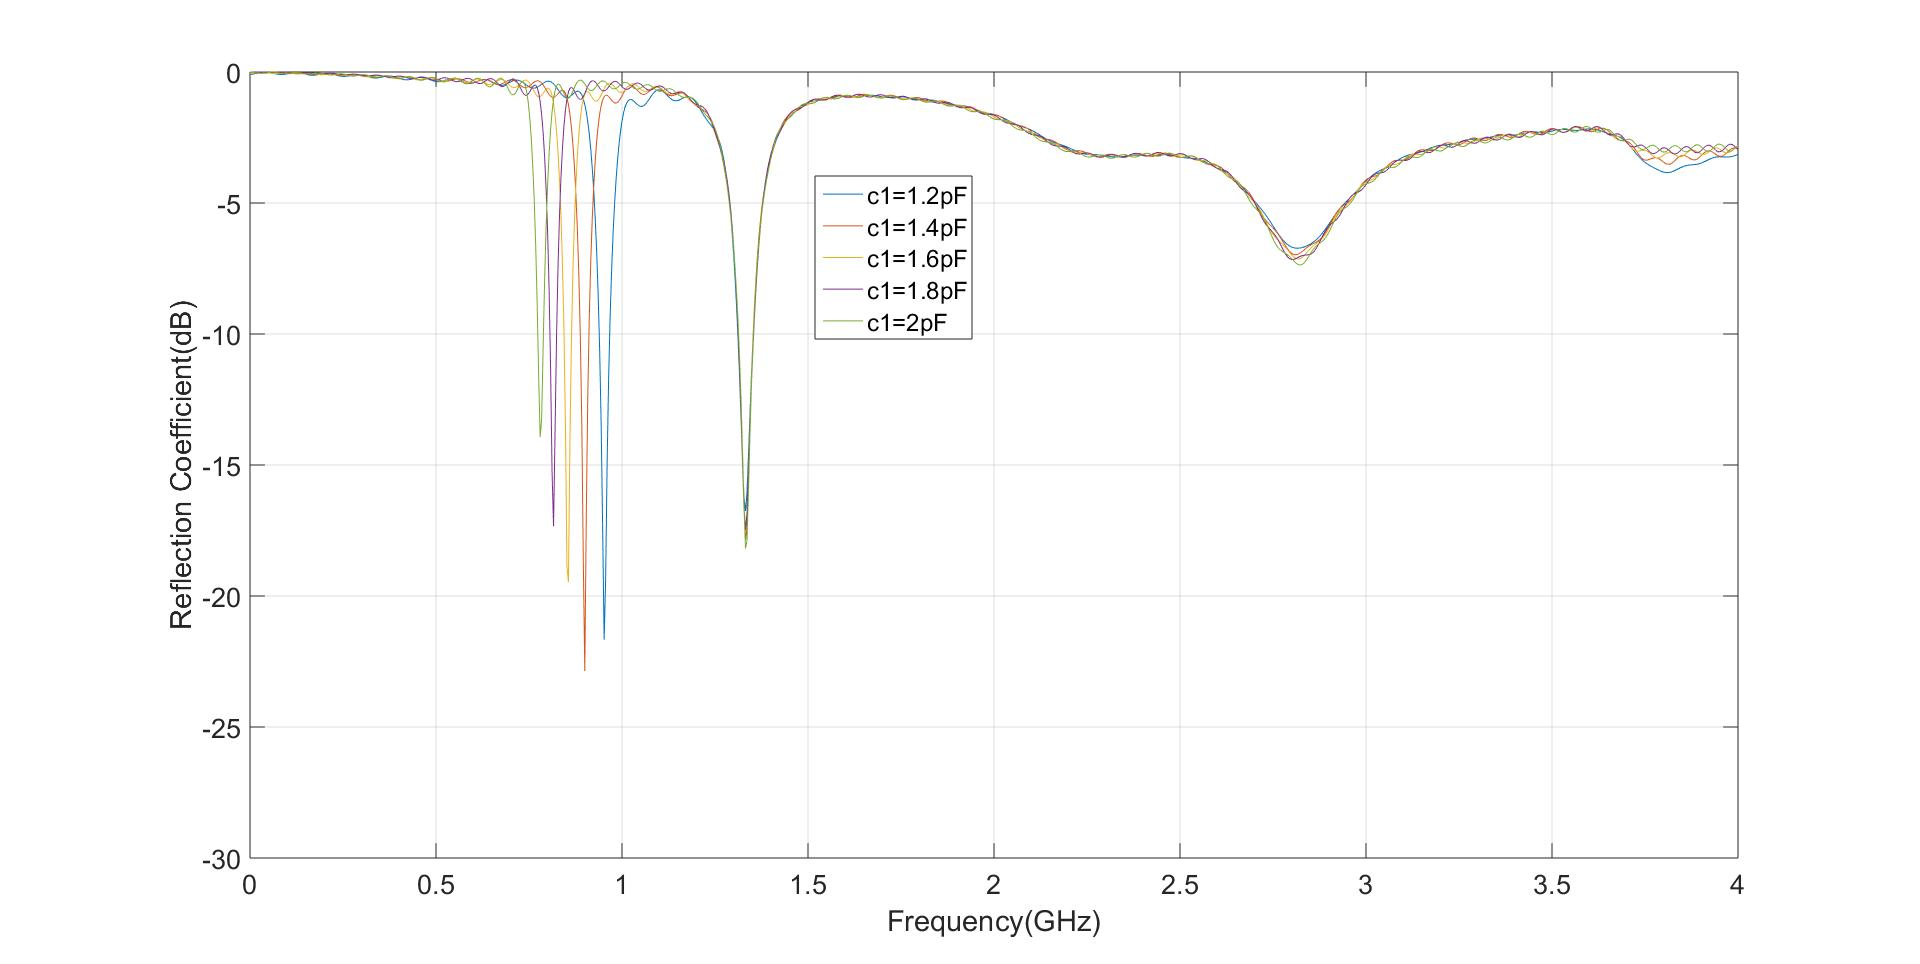 0
-5
-10
-15
-20
-25
-30
Reflection Coefficient(dB)
c1=1.2pF
c1=1.4pF
c1=1.6pF
c1=1.8pF
c1=2pF
0 0.5 1 1.5 2 2.5 3 3.5 4
Frequency(GHz)